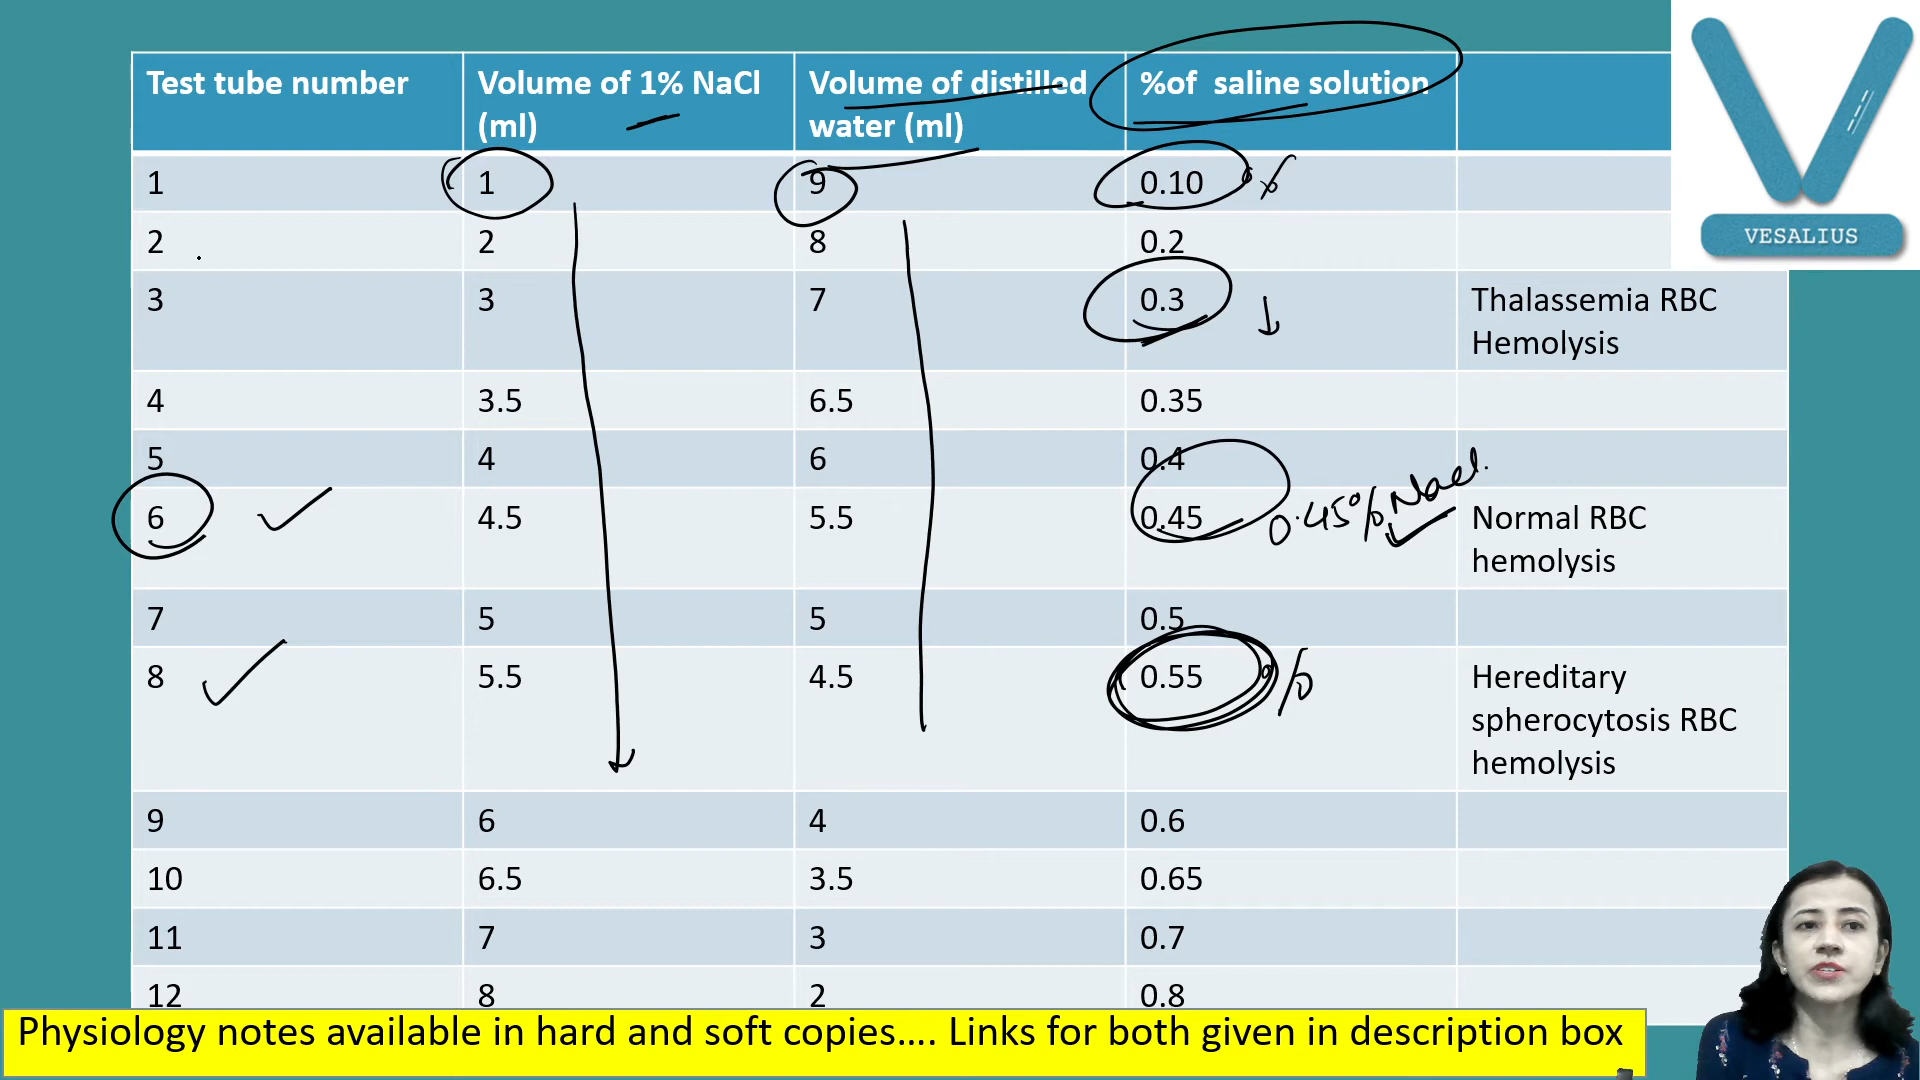 Test tube number Volume of 1% NaCl Volume of distilled %of saline solution
(ml) water (ml)
1 1 9 0.10 %
2 2 8 0.2
3 3 7 0.3 Thalassemia RBC
Hemolysis
4 3.5 6.5 0.35
5 4 6 0.4
6 4.5 5.5 0.45 0.45% Nacl. Normal RBC
hemolysis
7 5 5 0.5
8 5.5 4.5 0.55 % Hereditary
spherocytosis RBC
hemolysis
9 6 4 0.6
10 6.5 3.5 0.65
11 7 3 0.7
12 8 2 0.8
VESALIUS
Physiology notes available in hard and soft copies.... Links for both given in description box